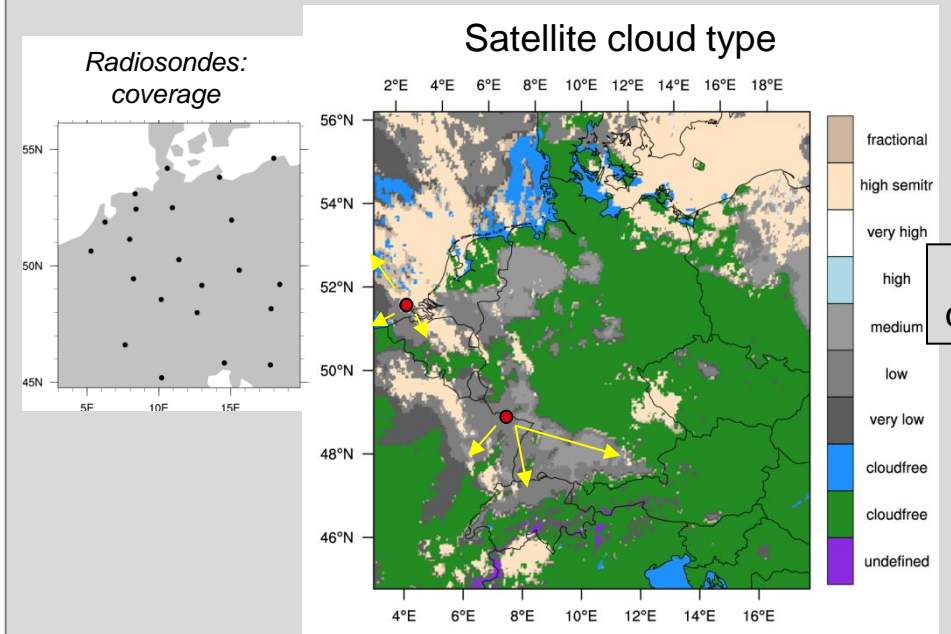 Radiosondes:
coverage
55N
50N
45N
5E 10E 15E
Satellite cloud type
2°E 4°E 6°E 8°E 10°E 12°E 14°E 16°E 18°E
56°N
54°N
52°N
50°N
48°N
46°N
4°E 6°E 8°E 10°E 12°E 14°E 16°E
fractional
high semitr
very high
high
medium
low
very low
cloudfree
cloudfree
undefined